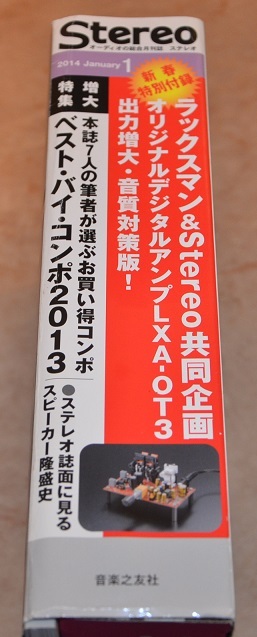 Stereo
オーディオの総合月刊誌 ステレオ
2014 January 1
新春
特別付録
ラックスマン&Stereo共同企画
オリジナルデジタルアンプLXA-OT3
出力増大・音質対策版！
増大
特集
本誌7人の筆者が選ぶお買い得コンポ
ベスト・バイ・コンポ2013
●ステレオ誌面に見る
スピーカー隆盛史
音楽之友社